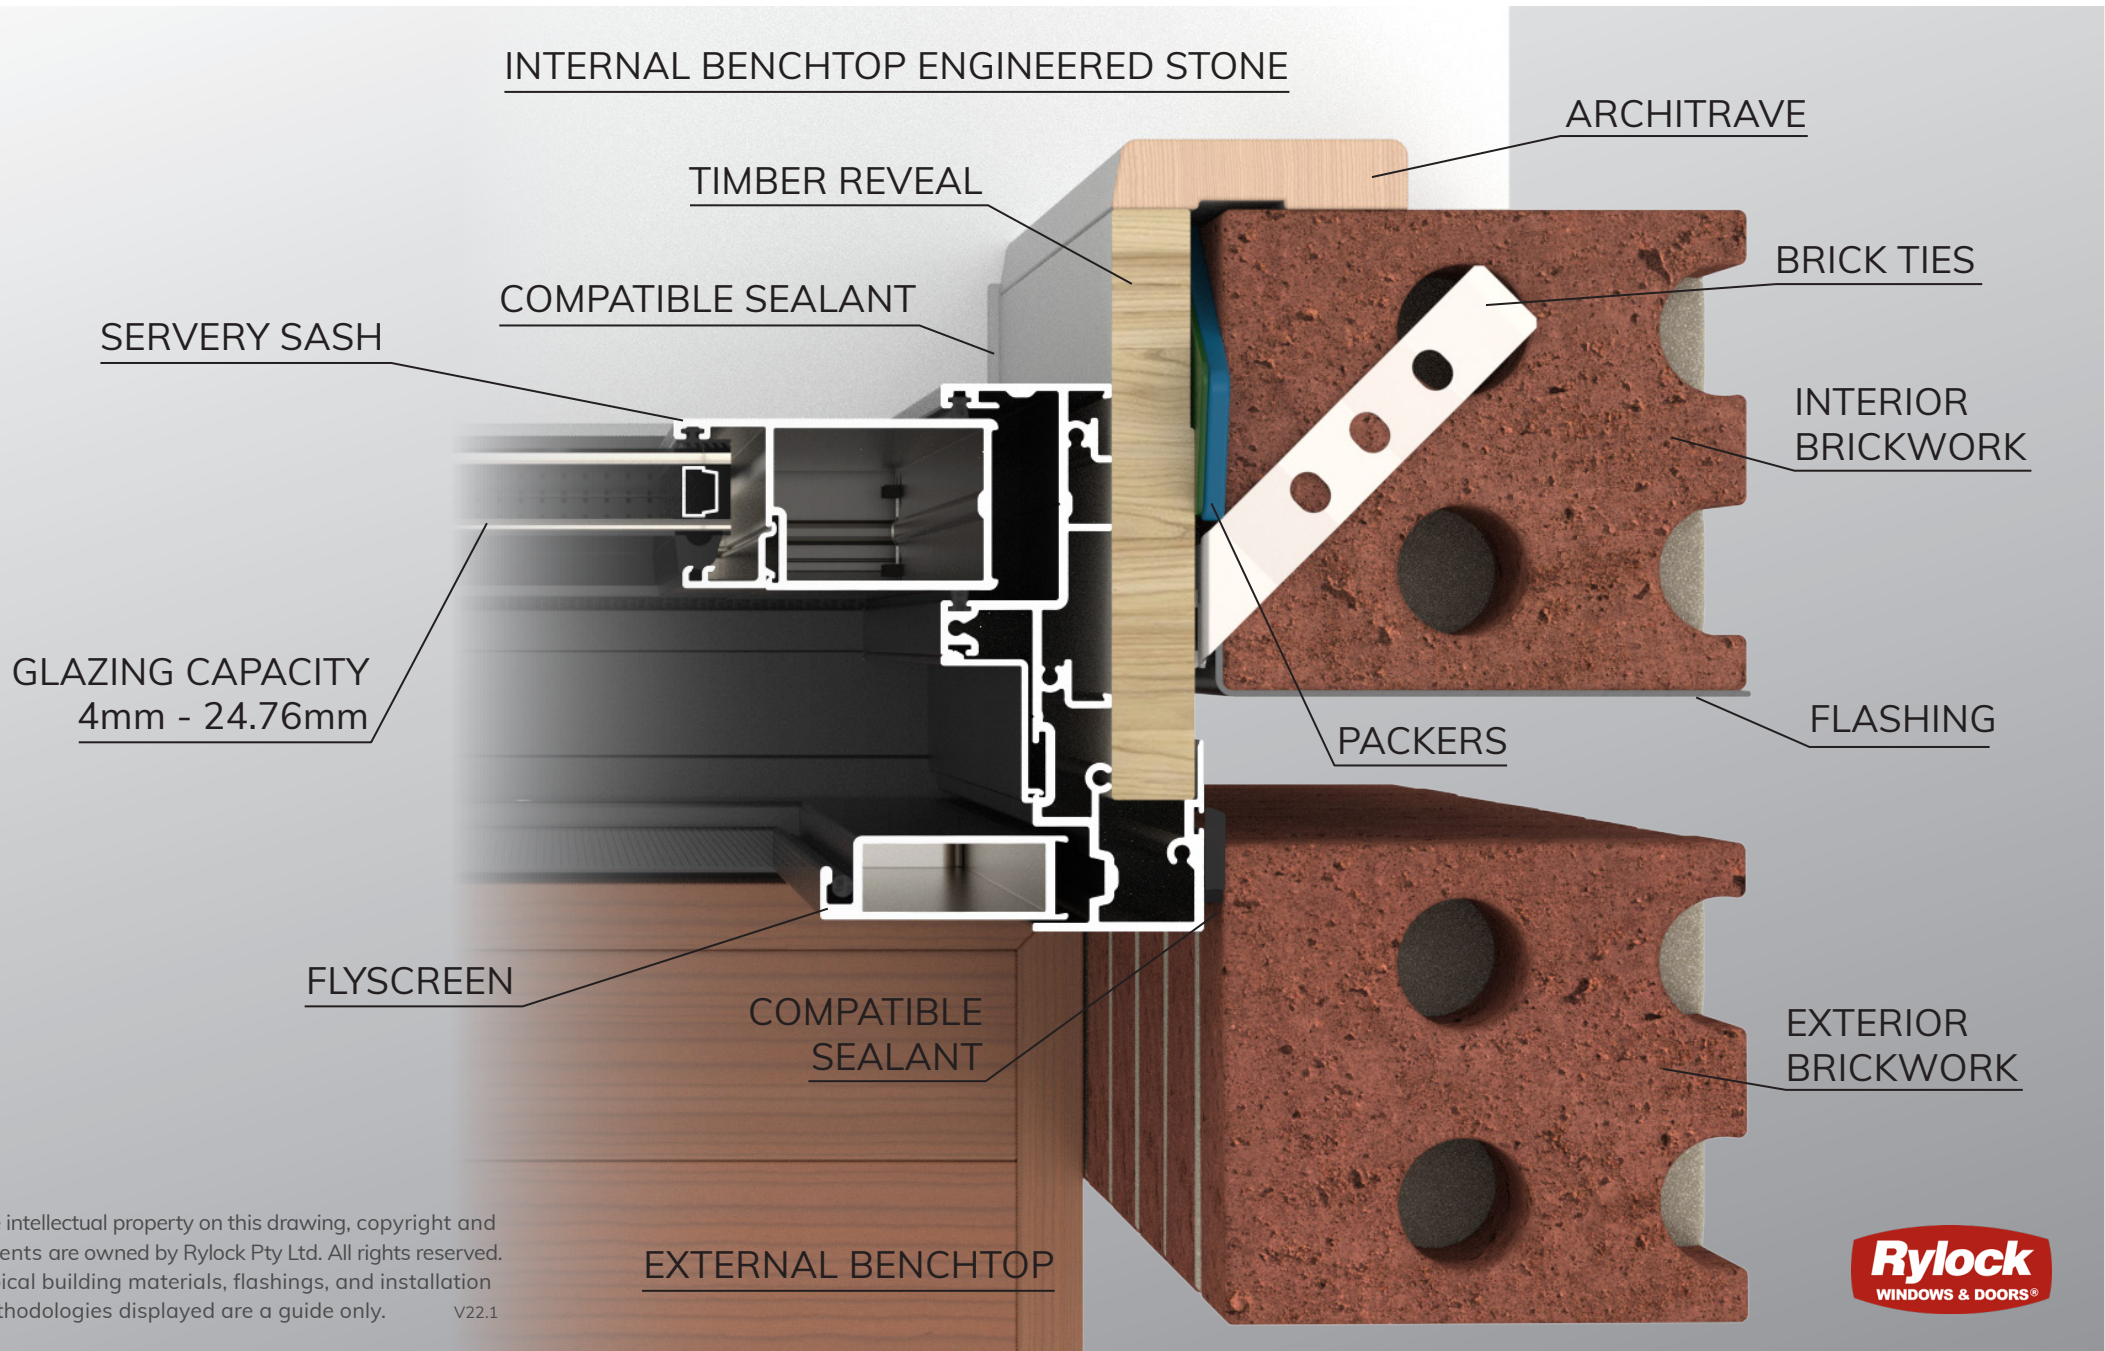 INTERNAL BENCHTOP ENGINEERED STONE
ARCHITRAVE
TIMBER REVEAL
BRICK TIES
COMPATIBLE SEALANT
SERVERY SASH
INTERIOR
BRICKWORK
GLAZING CAPACITY
4mm - 24.76mm
FLASHING
PACKERS
FLYSCREEN
COMPATIBLE
SEALANT
EXTERIOR
BRICKWORK
intellectual property on this drawing, copyright and
are owned by Rylock Pty Ltd. All rights reserved.
building materials, flashings, and installation
displayed are a guide only.
V22.1
EXTERNAL BENCHTOP
Rylock
WINDOWS & DOORS®